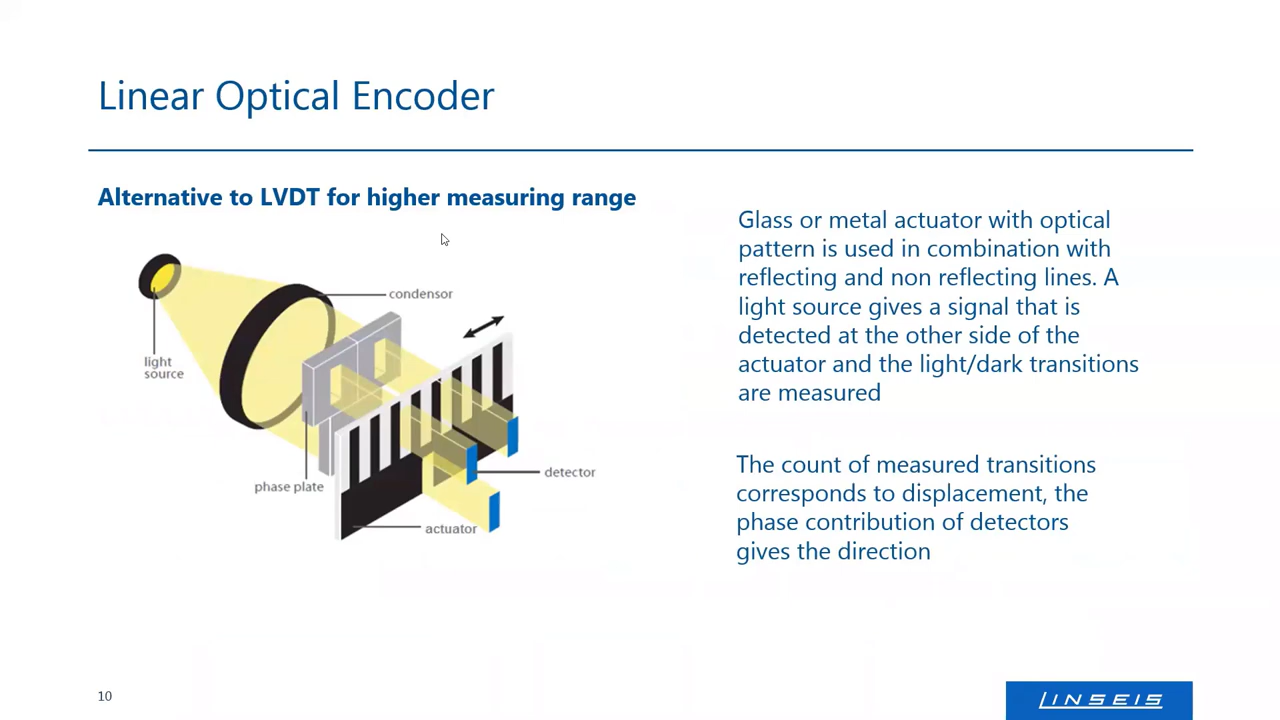 Linear Optical Encoder
Alternative to LVDT for higher measuring range
condensor
light
source
phase plate
detector
actuator
Glass or metal actuator with optical
pattern is used in combination with
reflecting and non reflecting lines. A
light source gives a signal that is
detected at the other side of the
actuator and the light/dark transitions
are measured
The count of measured transitions
corresponds to displacement, the
phase contribution of detectors
gives the direction
10
LINSEIS